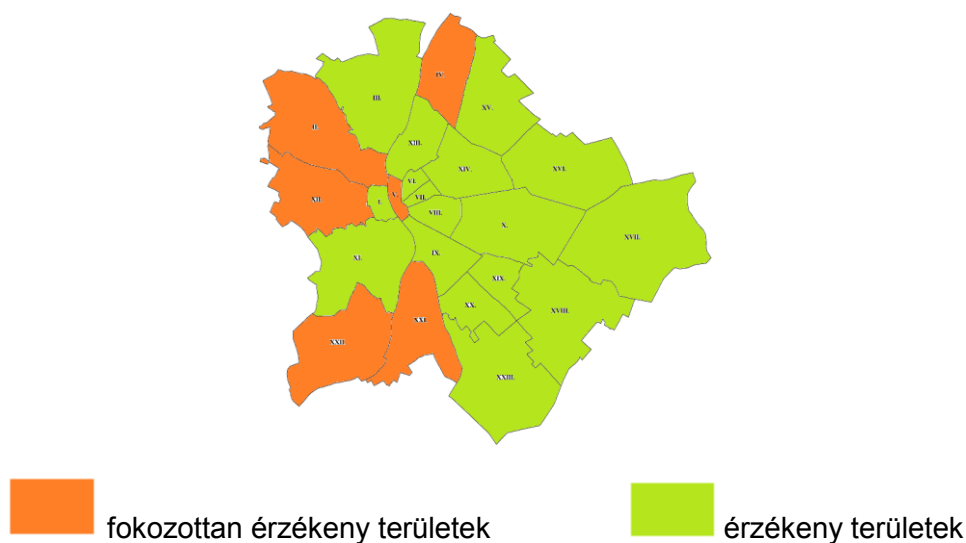 IV.
III.
XV.
II.
XIII.
XIV.
XVI.
VI.
XII.
I.
V.
VII.
VIII.
X.
XVII.
XI.
IX.
XIX.
XX.
XVIII.
XXI.
XXII.
XXIII.
fokozottan érzékeny területek
érzékeny területek